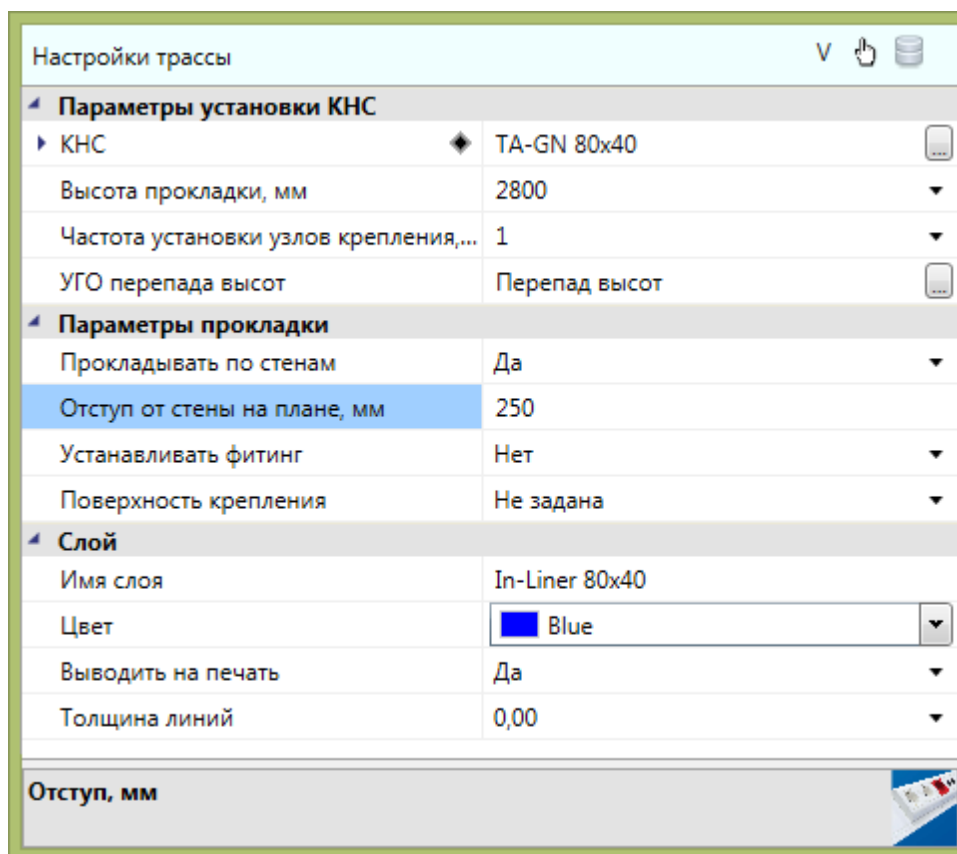 Настройки трассы V
Параметры установки КНС
КНС TA-GN 80x40 ...
Высота прокладки, мм 2800
Частота установки узлов крепления,... 1
УГО перепада высот Перепад высот ...
Параметры прокладки
Прокладывать по стенам Да
Отступ от стены на плане, мм 250
Устанавливать фитинг Нет
Поверхность крепления Не задана
Слой
Имя слоя In-Liner 80x40
Цвет Blue
Выводить на печать Да
Толщина линий 0,00
Отступ, мм